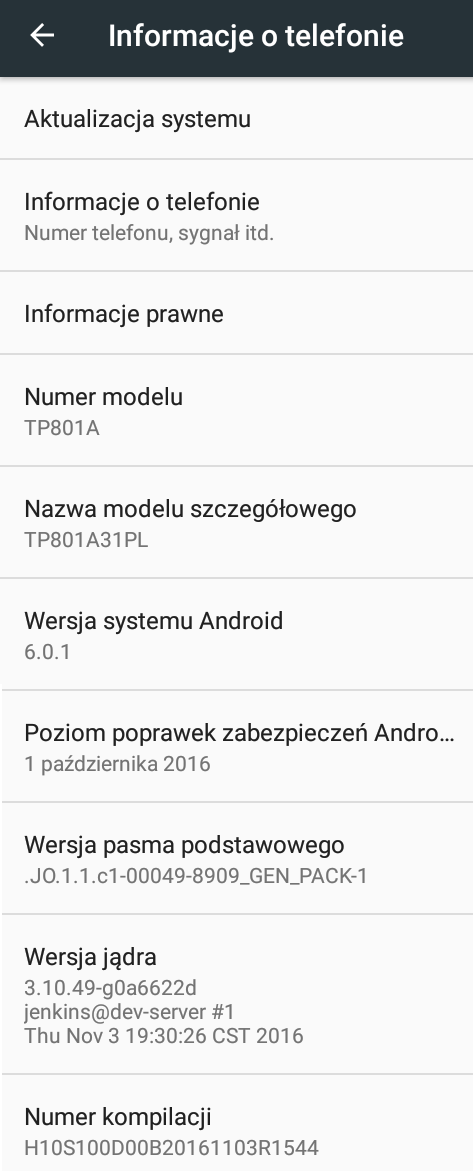 Informacje o telefonie
Aktualizacja systemu
Informacje o telefonie
Numer telefonu, sygnał itd.
Informacje prawne
Numer modelu
TP801A
Nazwa modelu szczegółowego
TP801A31PL
Wersja systemu Android
6.0.1
Poziom poprawek zabezpieczeń Andro...
1 października 2016
Wersja pasma podstawowego
.JO.1.1.c1-00049-8909_GEN_PACK-1
Wersja jądra
3.10.49-g0a6622d
jenkins@dev-server #1
Thu Nov 3 19:30:26 CST 2016
Numer kompilacji
H10S100D00B20161103R1544